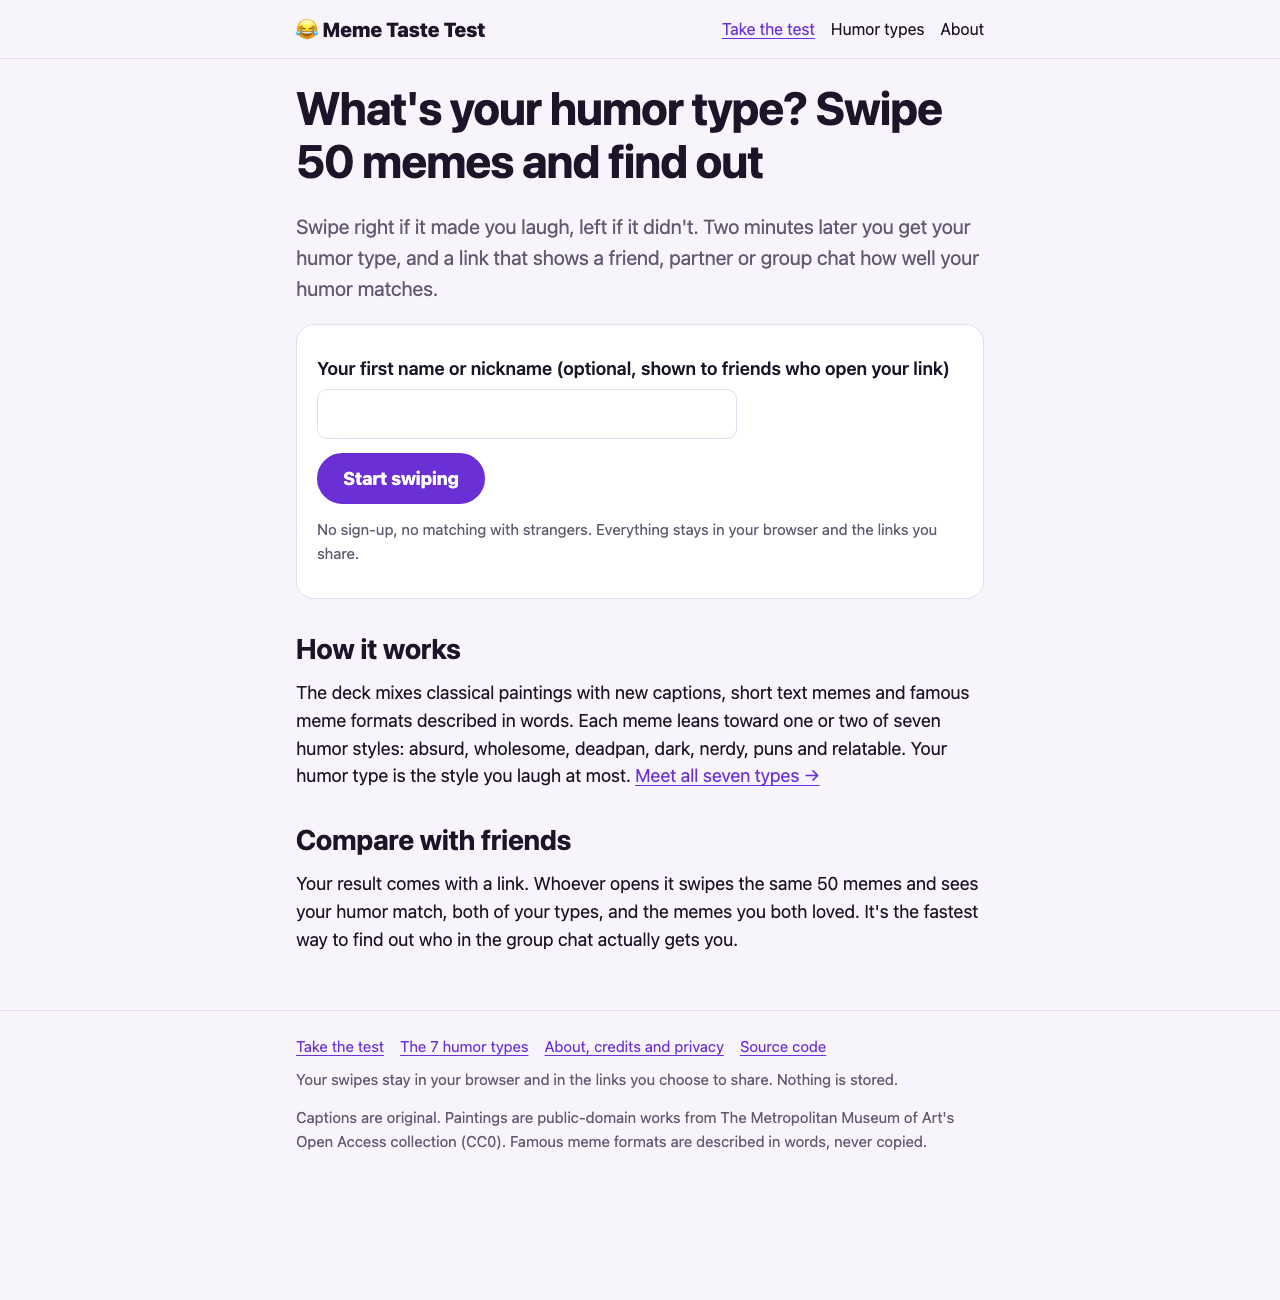 😂 Meme Taste Test
Take the test Humor types About
What's your humor type? Swipe
50 memes and find out
Swipe right if it made you laugh, left if it didn't. Two minutes later you get your
humor type, and a link that shows a friend, partner or group chat how well your
humor matches.
Your first name or nickname (optional, shown to friends who open your link)
Start swiping
No sign-up, no matching with strangers. Everything stays in your browser and the links you
share.
How it works
The deck mixes classical paintings with new captions, short text memes and famous
meme formats described in words. Each meme leans toward one or two of seven
humor styles: absurd, wholesome, deadpan, dark, nerdy, puns and relatable. Your
humor type is the style you laugh at most. Meet all seven types →
Compare with friends
Your result comes with a link. Whoever opens it swipes the same 50 memes and sees
your humor match, both of your types, and the memes you both loved. It's the fastest
way to find out who in the group chat actually gets you.
Take the test The 7 humor types About, credits and privacy Source code
Your swipes stay in your browser and in the links you choose to share. Nothing is stored.
Captions are original. Paintings are public-domain works from The Metropolitan Museum of Art's
Open Access collection (CC0). Famous meme formats are described in words, never copied.